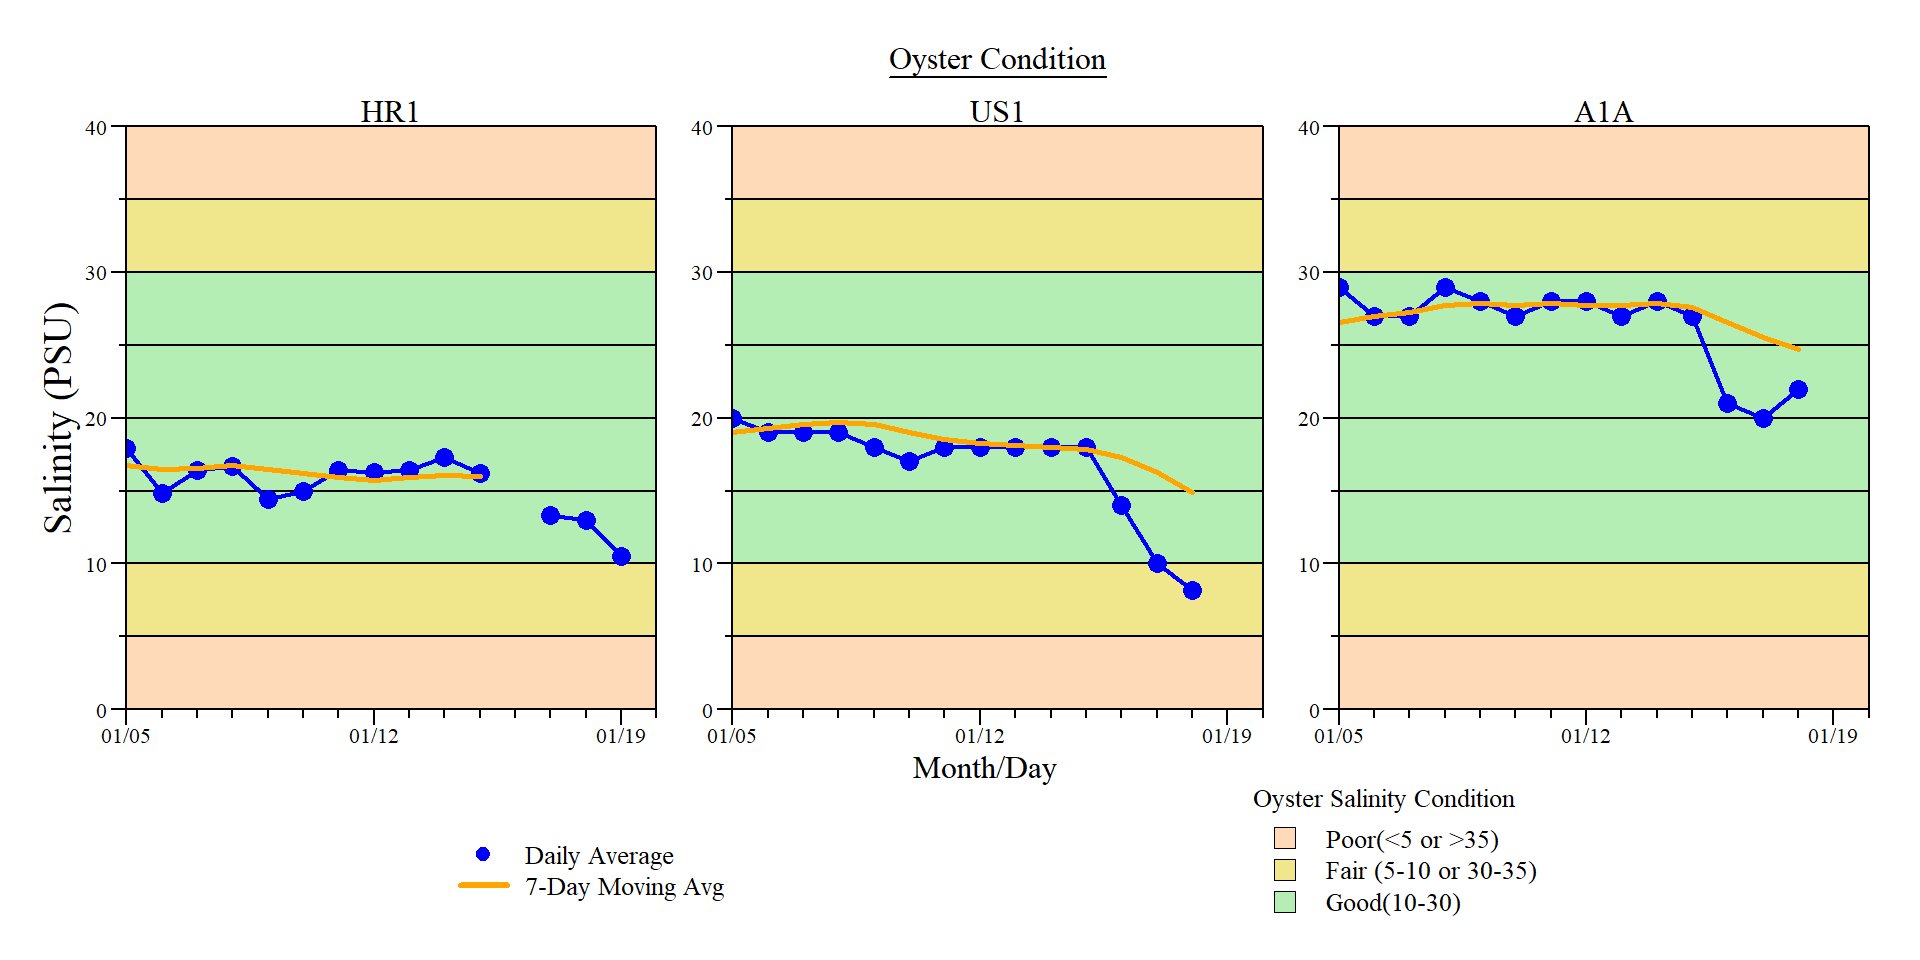 Oyster Condition
HR1
US1
A1A
Salinity (PSU)
40
30
20
10
0
01/05
01/12
01/19
40
30
20
10
0
01/05
01/12
01/19
40
30
20
10
0
01/05
01/12
01/19
Month/Day
Daily Average
7-Day Moving Avg
Oyster Salinity Condition
Poor(<5 or >35)
Fair (5-10 or 30-35)
Good(10-30)